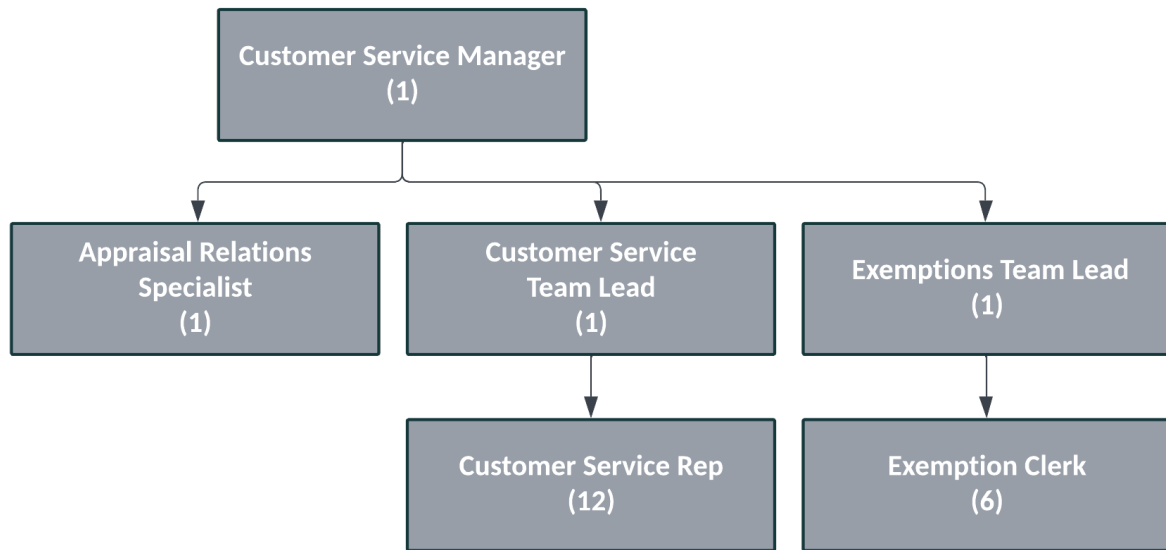 Customer Service Manager
(1)
Appraisal Relations
Specialist
(1)
Customer Service
Team Lead
(1)
Exemptions Team Lead
(1)
Customer Service Rep
(12)
Exemption Clerk
(6)